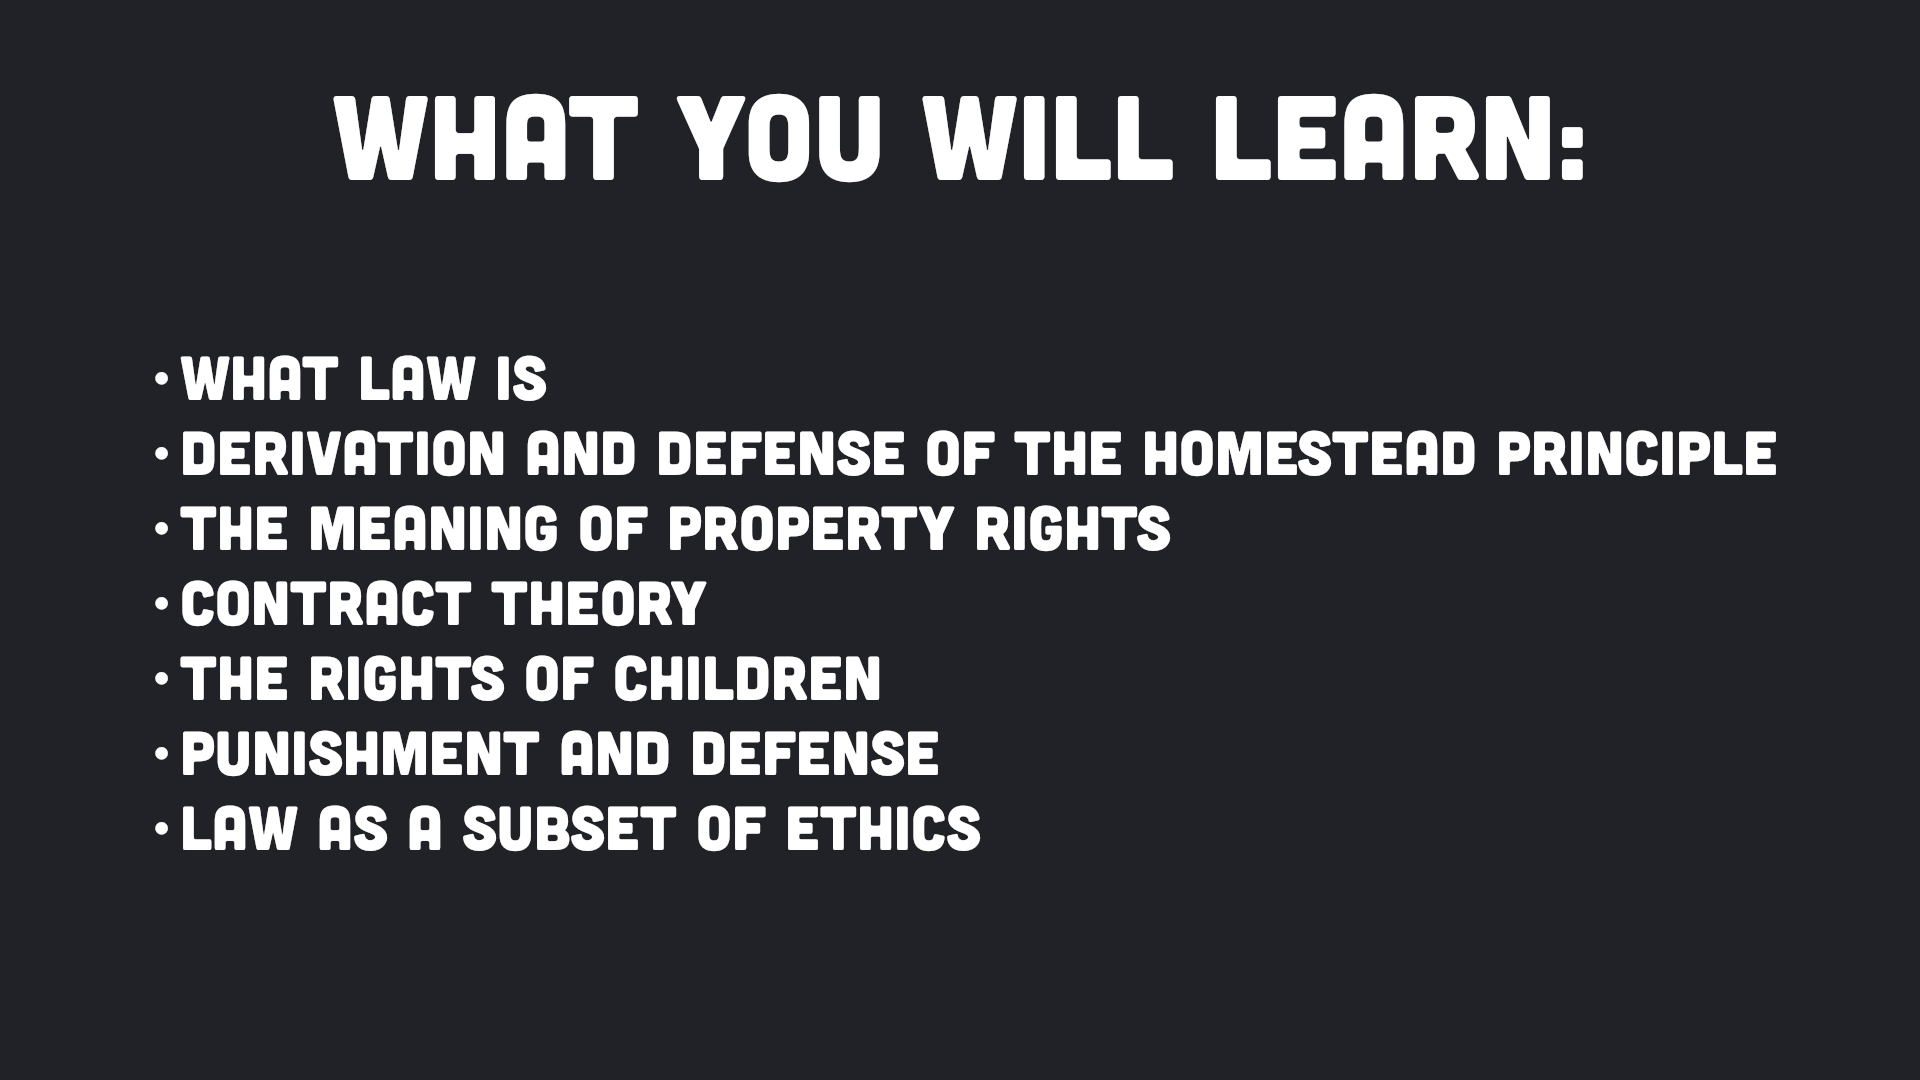 WHAT YOU WILL LEARN:
• WHAT LAW IS
• DERIVATION AND DEFENSE OF THE HOMESTEAD PRINCIPLE
• THE MEANING OF PROPERTY RIGHTS
• CONTRACT THEORY
• THE RIGHTS OF CHILDREN
• PUNISHMENT AND DEFENSE
• LAW AS A SUBSET OF ETHICS